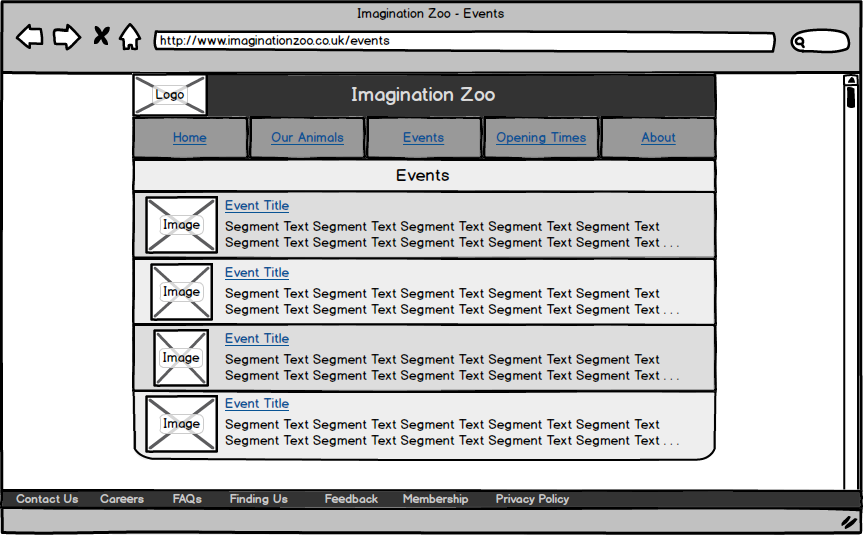 Imagination Zoo - Events
http://www.imaginationzoo.co.uk/events
Logo
Imagination Zoo
Home Our Animals Events Opening Times About
Events
Image
Event Title
Segment Text Segment Text Segment Text Segment Text Segment Text
Segment Text Segment Text Segment Text Segment Text Segment Text . . .
Image
Event Title
Segment Text Segment Text Segment Text Segment Text Segment Text
Segment Text Segment Text Segment Text Segment Text Segment Text . . .
Image
Event Title
Segment Text Segment Text Segment Text Segment Text Segment Text
Segment Text Segment Text Segment Text Segment Text Segment Text . . .
Image
Event Title
Segment Text Segment Text Segment Text Segment Text Segment Text
Segment Text Segment Text Segment Text Segment Text Segment Text . . .
Contact Us Careers FAQs Finding Us Feedback Membership Privacy Policy